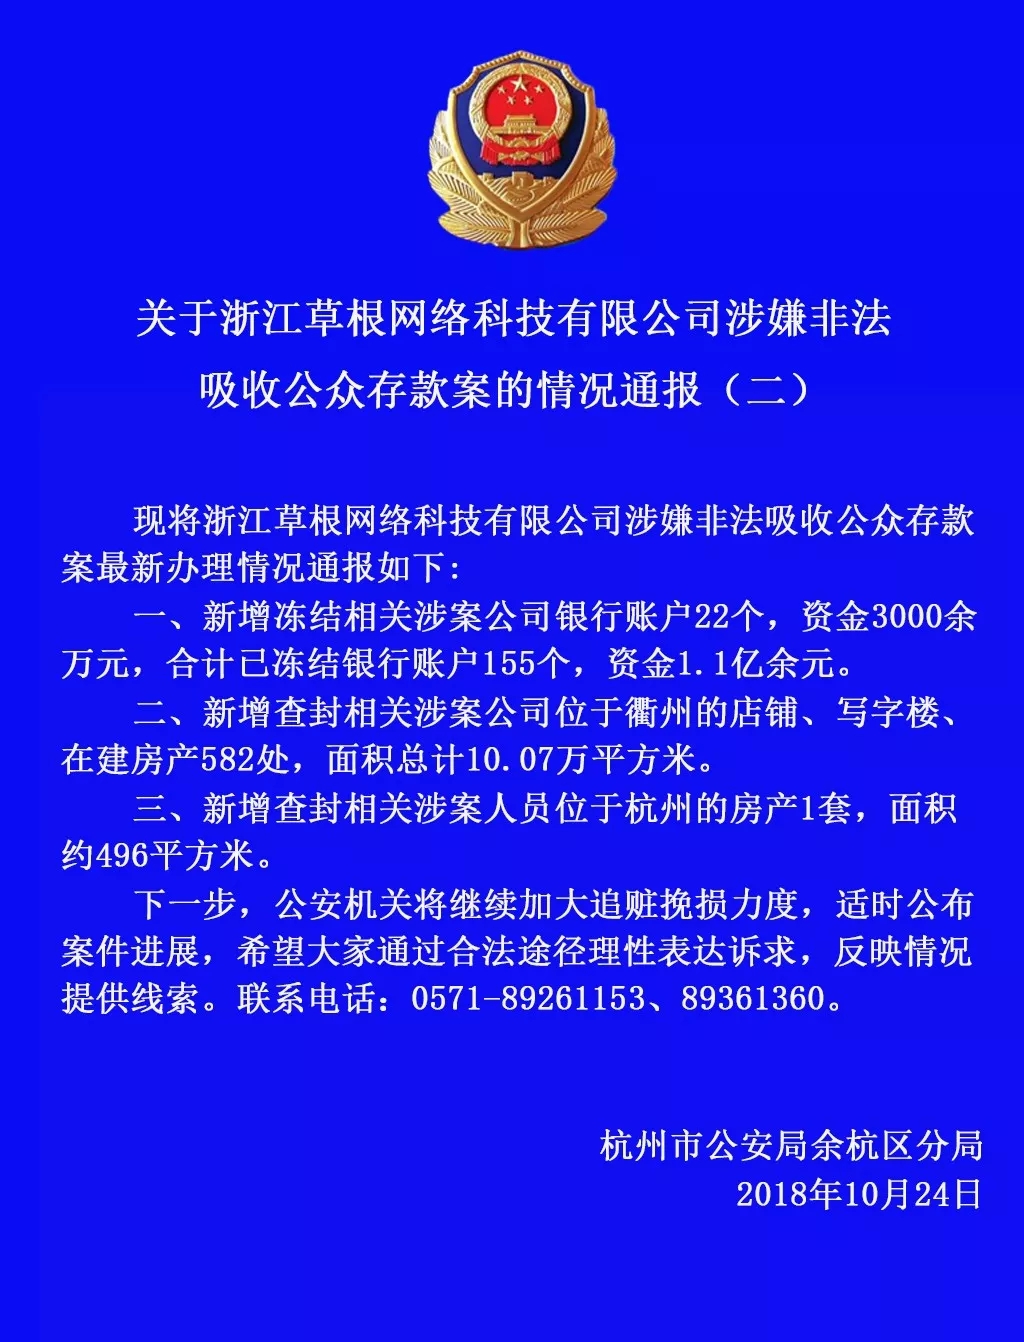 关于浙江草根网络科技有限公司涉嫌非法
吸收公众存款案的情况通报（二）
现将浙江草根网络科技有限公司涉嫌非法吸收公众存款
案最新办理情况通报如下:
一、新增冻结相关涉案公司银行账户22个，资金3000余
万元，合计已冻结银行账户155个，资金1.1亿余元。
二、新增查封相关涉案公司位于衢州的店铺、写字楼、
在建房产582处，面积总计10.07万平方米。
三、新增查封相关涉案人员位于杭州的房产1套，面积
约496平方米。
下一步，公安机关将继续加大追赃挽损力度，适时公布
案件进展，希望大家通过合法途径理性表达诉求，反映情况
提供线索。联系电话：0571-89261153、89361360。
杭州市公安局余杭区分局
2018年10月24日